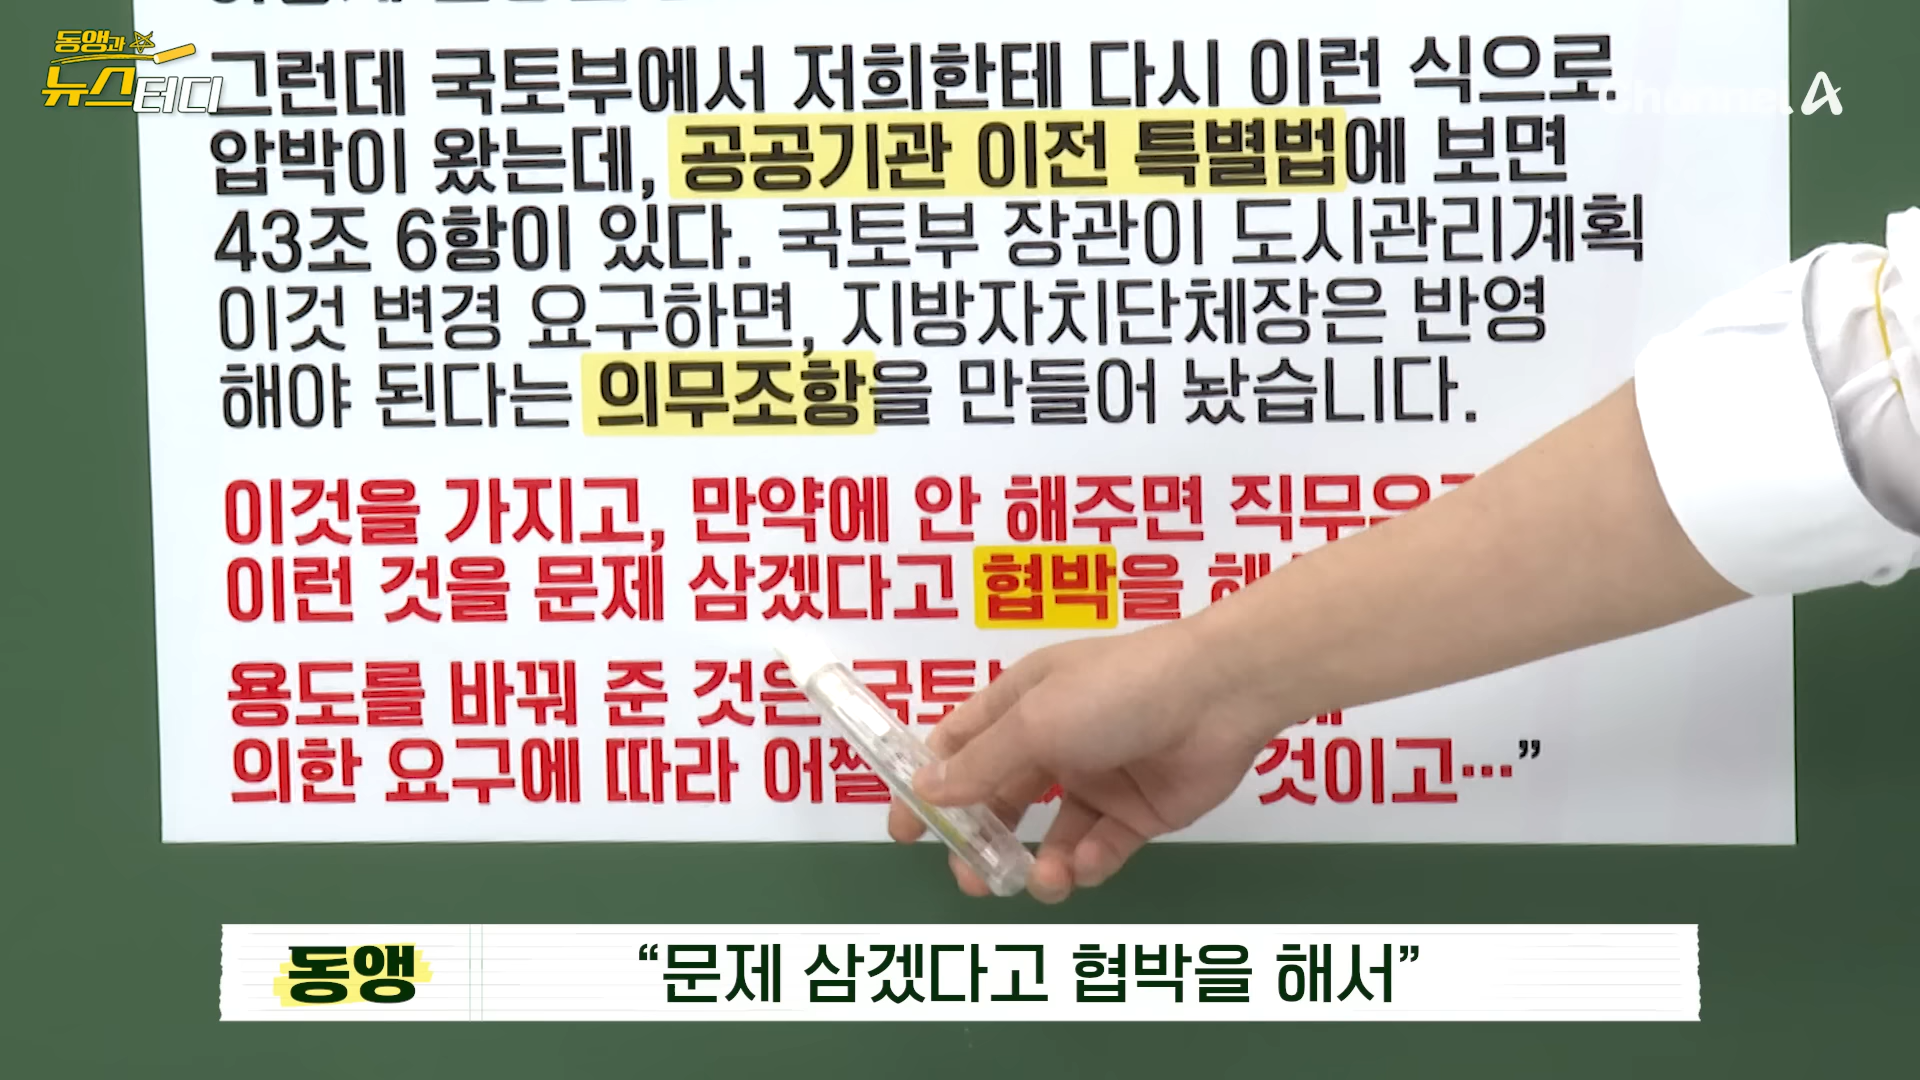 동앵과
뉴스터디
Channel A
그런데 국토부에서 저희한테 다시 이런 식으로
압박이 왔는데, 공공기관 이전 특별법에 보면
43조 6항이 있다. 국토부 장관이 도시관리계획
이것 변경 요구하면, 지방자치단체장은 반영
해야 된다는 의무조항을 만들어 놨습니다.
이것을 가지고, 만약에 안 해주면
이런 것을 문제 삼겠다고 협박을
용도를 바꿔 준 것은
의한 요구에 따라 것이고…”
동앵 “문제 삼겠다고 협박을 해서”